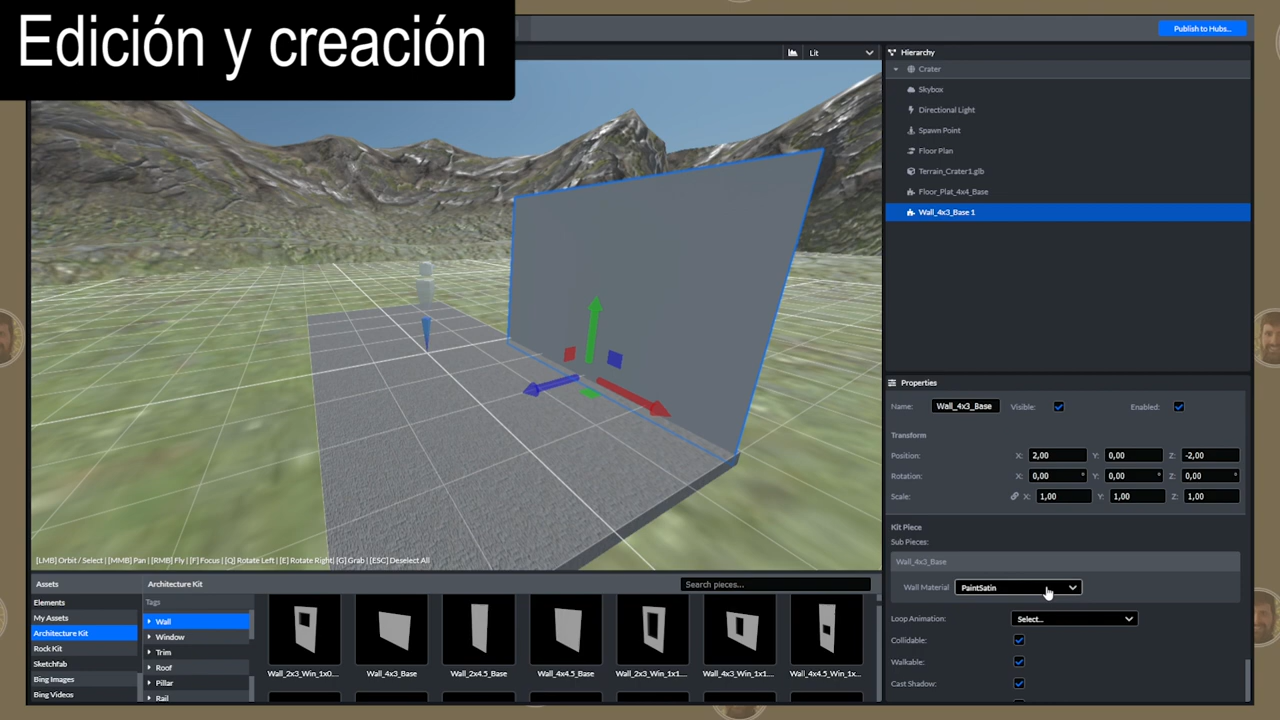 Edición y creación
Publish to Hubs...
Lit
Hierarchy
Crater
Skybox
Directional Light
Spawn Point
Floor Plan
Terrain_Crater1.glb
Floor_Plat_4x4_Base
Wall_4x3_Base 1
Properties
Name: Wall_4x3_Base Visible: Enabled:
Transform
Position: X: 2,00 Y: 0,00 Z: -2,00
Rotation: X: 0,00 ° Y: 0,00 ° Z: 0,00 °
Scale: X: 1,00 Y: 1,00 Z: 1,00
Kit Piece
Sub Pieces:
Wall_4x3_Base
Wall Material PaintSatin
Loop Animation: Select...
Collidable:
Walkable:
Cast Shadow:
[LMB] Orbit / Select | [MMB] Pan | [RMB] Fly | [F] Focus | [Q] Rotate Left | [E] Rotate Right| [G] Grab | [ESC] Deselect All
Assets
Elements
My Assets
Architecture Kit
Rock Kit
Sketchfab
Bing Images
Bing Videos
Architecture Kit
Search pieces...
Tags
Wall
Window
Trim
Roof
Pillar
Rail
Wall_2x3_Win_1x0...
Wall_4x3_Base
Wall_2x4.5_Base
Wall_4x4.5_Base
Wall_2x3_Win_1x1...
Wall_4x3_Win_1x1...
Wall_4x4.5_Win_1x...